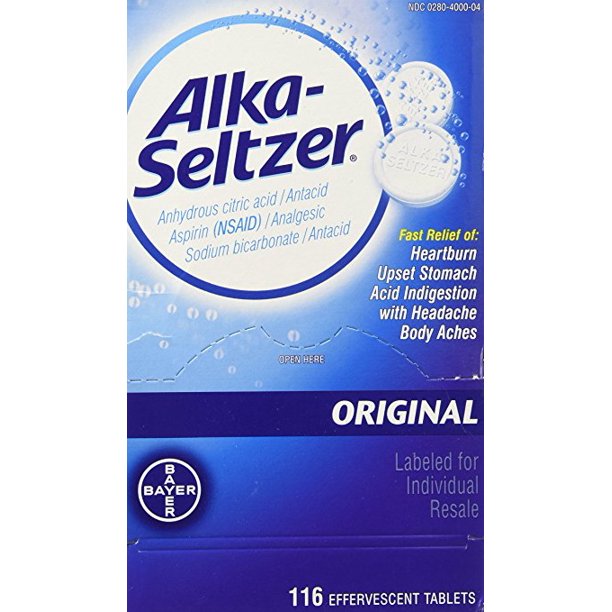 NDC 0280-4000-04
Alka-
Seltzer®
Anhydrous citric acid / Antacid
Aspirin (NSAID) / Analgesic
Sodium bicarbonate / Antacid
ALKA
SELTZER
Fast Relief of:
Heartburn
Upset Stomach
Acid Indigestion
with Headache
Body Aches
OPEN HERE
ORIGINAL
BAYER
BAYER
Labeled for
Individual
Resale
116 EFFERVESCENT TABLETS